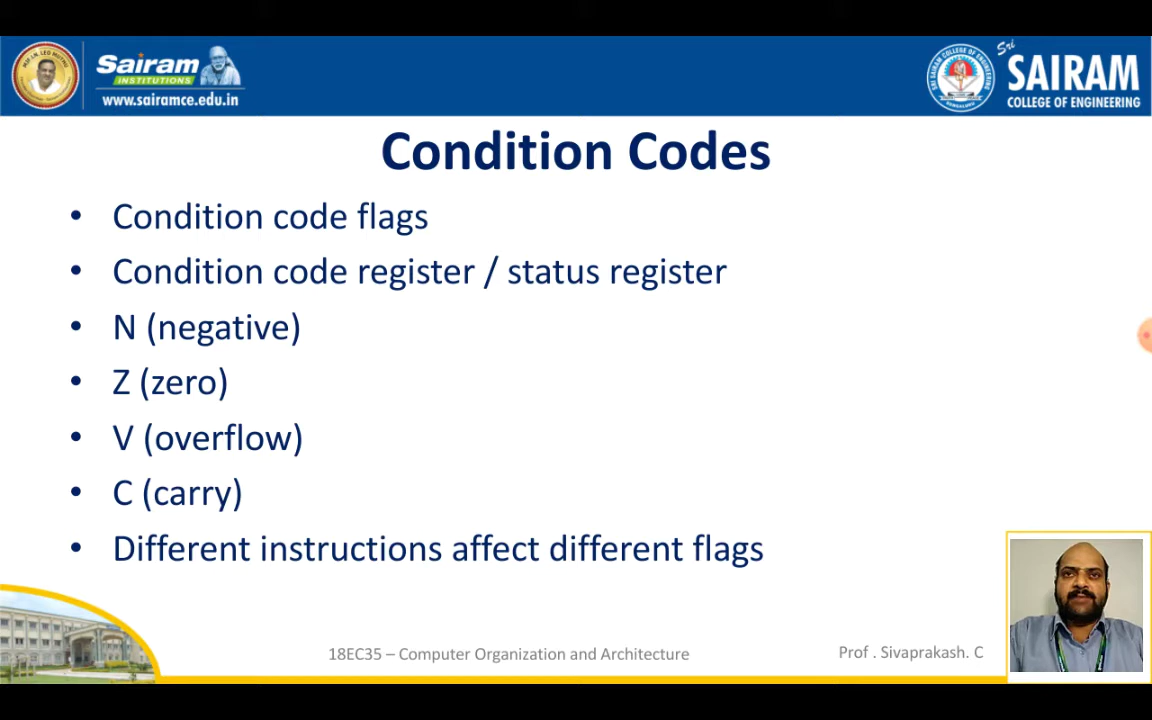 Sairam
INSTITUTIONS
www.sairamce.edu.in
Sri
SAIRAM
COLLEGE OF ENGINEERING
Condition Codes
• Condition code flags
• Condition code register / status register
• N (negative)
• Z (zero)
• V (overflow)
• C (carry)
• Different instructions affect different flags
18EC35 – Computer Organization and Architecture
Prof . Sivaprakash. C